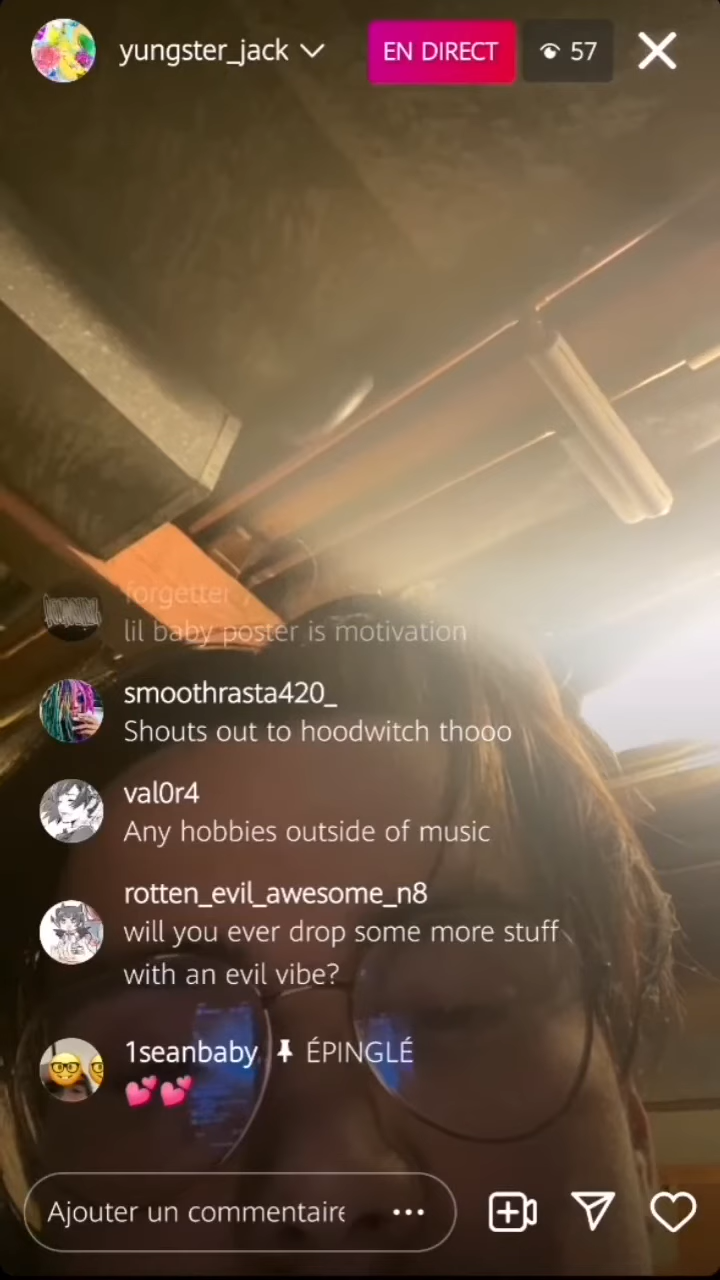 yungster_jack
EN DIRECT
57
forgetter
lil baby poster is motivation
smoothrasta420_
Shouts out to hoodwitch thooo
val0r4
Any hobbies outside of music
rotten_evil_awesome_n8
will you ever drop some more stuff
with an evil vibe?
1seanbaby ÉPINGLÉ
💕💕
Ajouter un commentaire